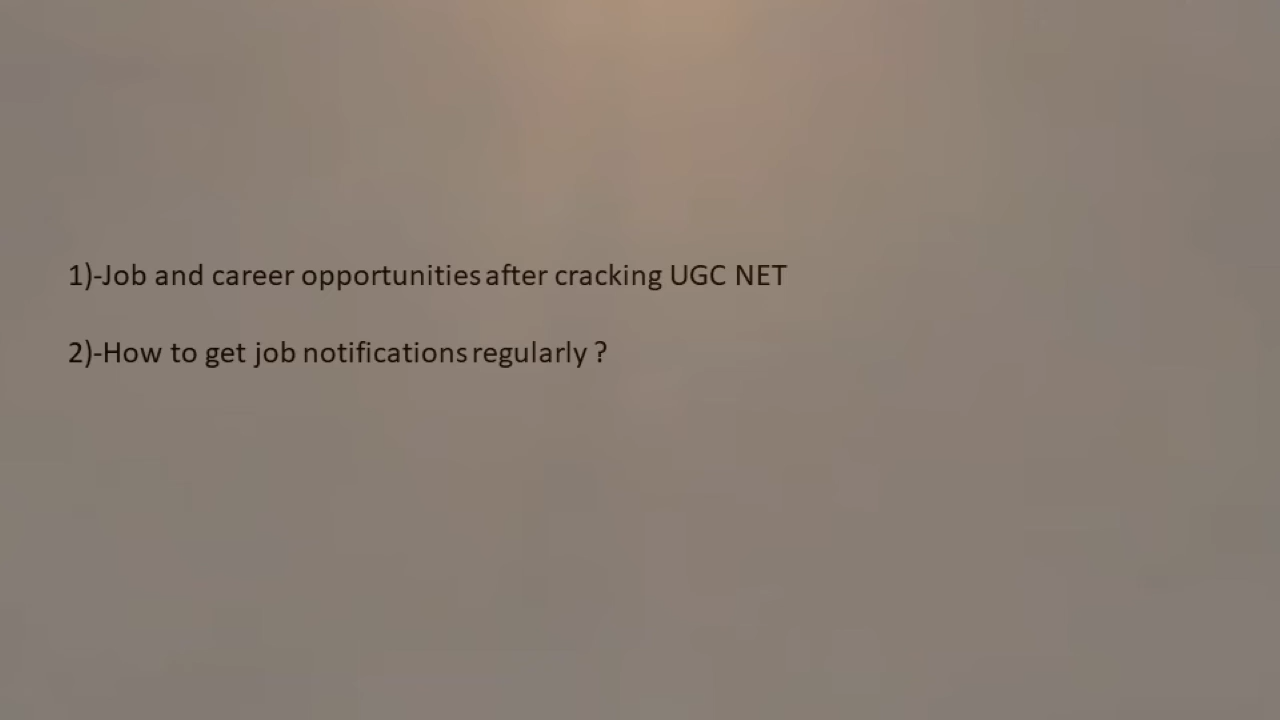 1)-Job and career opportunities after cracking UGC NET
2)-How to get job notifications regularly ?